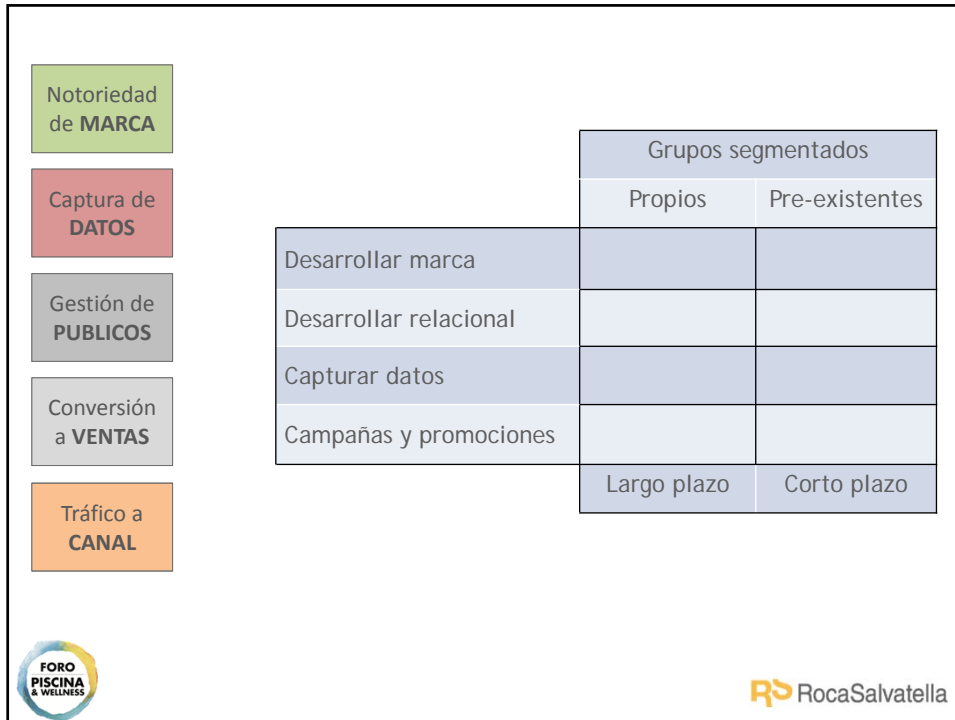 Notoriedad
de MARCA
Captura de
DATOS
Gestión de
PUBLICOS
Conversión
a VENTAS
Tráfico a
CANAL
Grupos segmentados
Propios Pre-existentes
Desarrollar marca
Desarrollar relacional
Capturar datos
Campañas y promociones
Largo plazo Corto plazo
FORO
PISCINA
& WELLNESS
RS RocaSalvatella